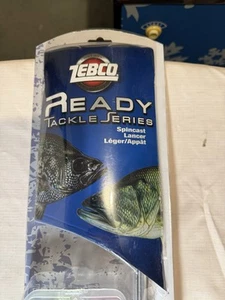 ZEBCO
READY
TACKLE SERIES
Spincast
Lancer
Léger/Appât